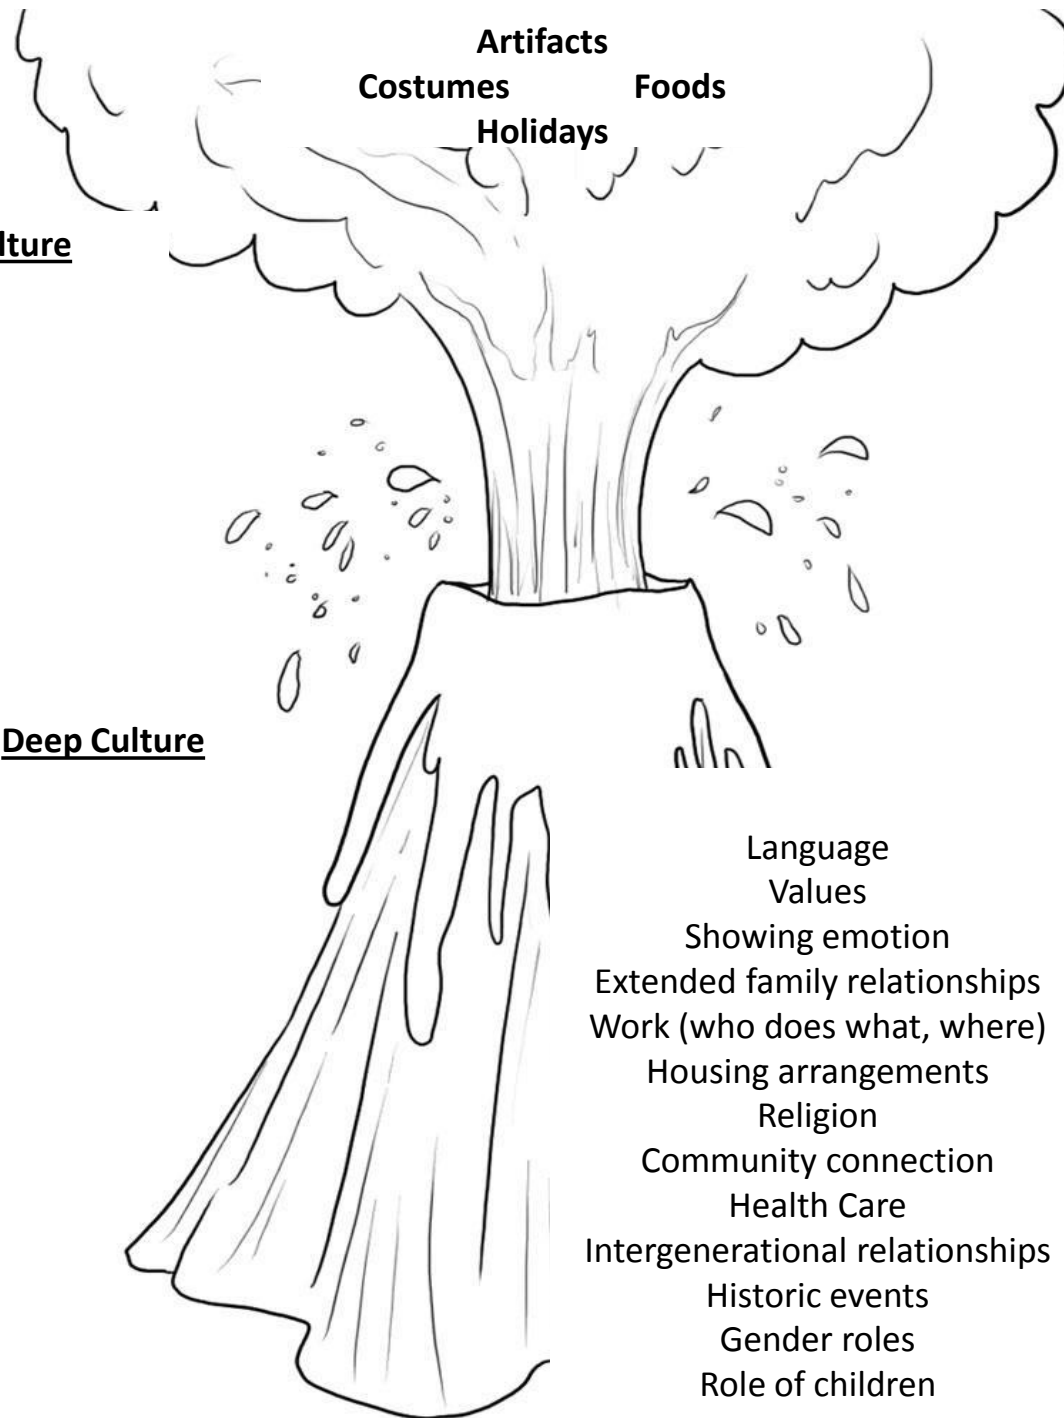 Artifacts
Costumes Foods
Holidays
lture
Deep Culture
Language
Values
Showing emotion
Extended family relationships
Work (who does what, where)
Housing arrangements
Religion
Community connection
Health Care
Intergenerational relationships
Historic events
Gender roles
Role of children